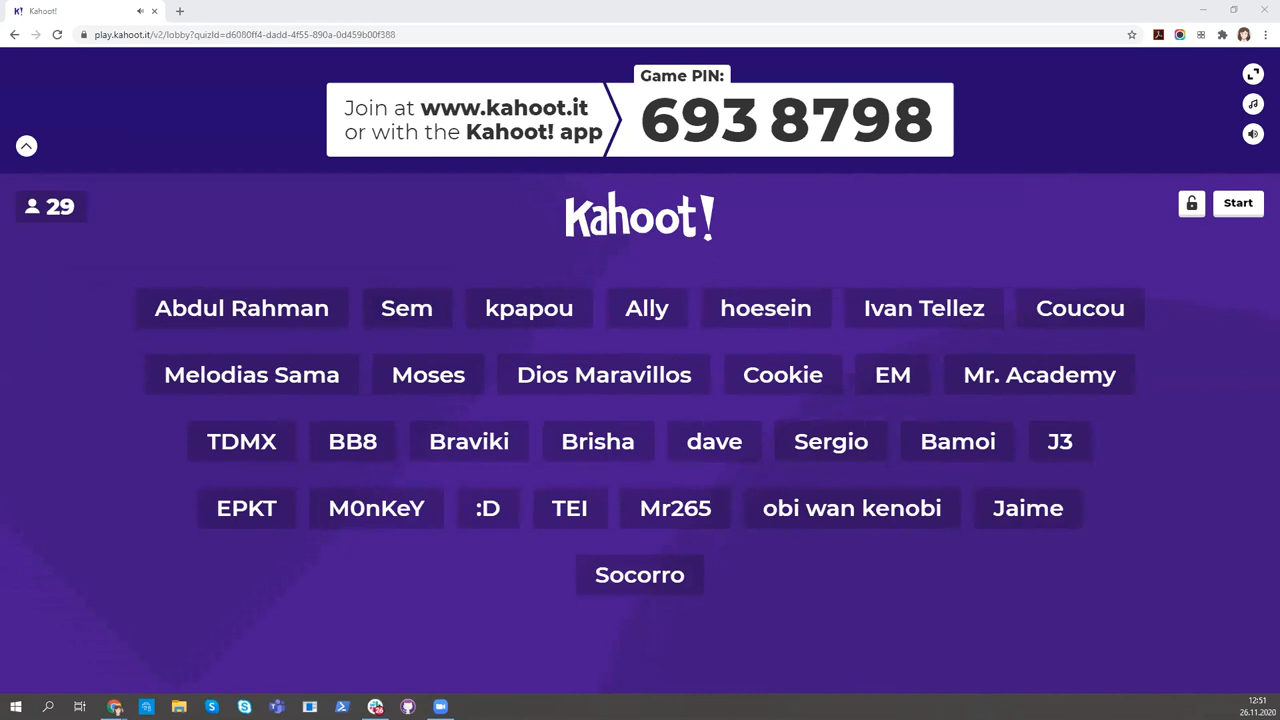 Kahoot!
play.kahoot.it/v2/lobby?quizId=d6080ff4-dadd-4f55-890a-0d459b00f388
Game PIN:
Join at www.kahoot.it
or with the Kahoot! app
693 8798
29
Kahoot!
Start
Abdul Rahman Sem kpapou Ally hoesein Ivan Tellez Coucou
Melodias Sama Moses Dios Maravillos Cookie EM Mr. Academy
TDMX BB8 Braviki Brisha dave Sergio Bamoi J3
EPKT M0nKeY :D TEI Mr265 obi wan kenobi Jaime
Socorro
12:51
26.11.2020